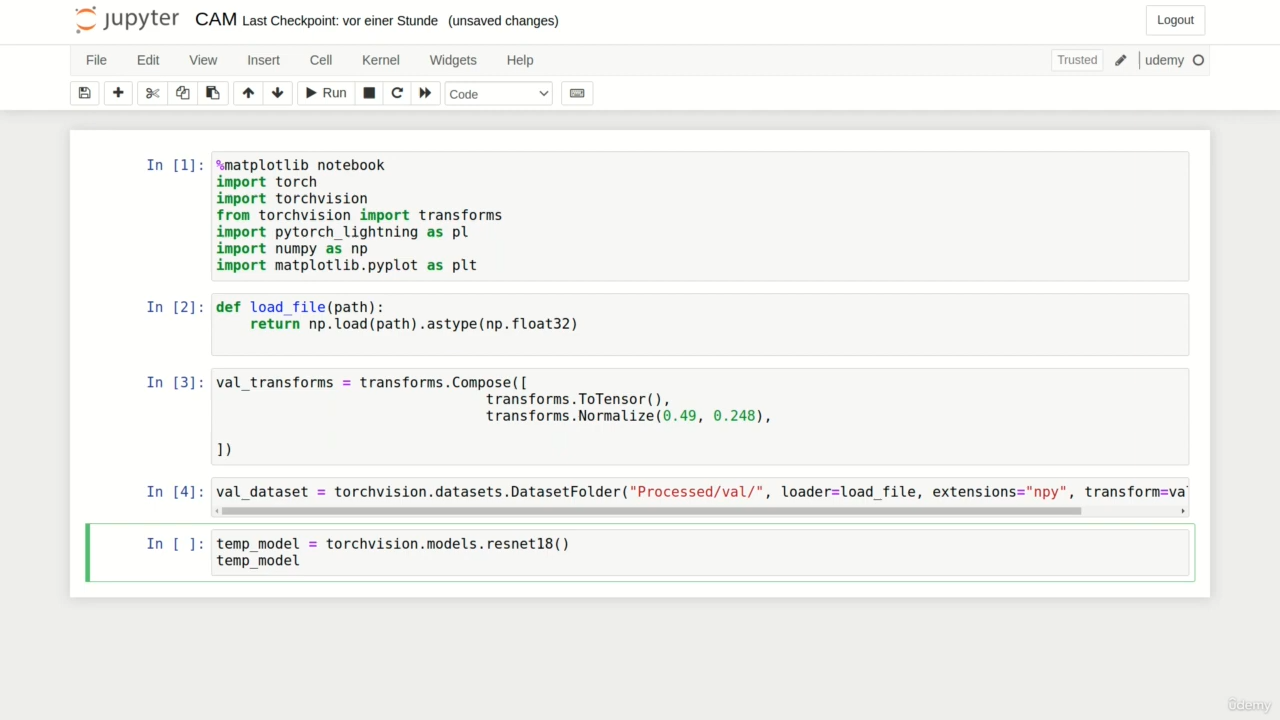 jupyter CAM Last Checkpoint: vor einer Stunde (unsaved changes) Logout
File Edit View Insert Cell Kernel Widgets Help Trusted udemy
Run Code
In [1]: %matplotlib notebook
import torch
import torchvision
from torchvision import transforms
import pytorch_lightning as pl
import numpy as np
import matplotlib.pyplot as plt
In [2]: def load_file(path):
return np.load(path).astype(np.float32)
In [3]: val_transforms = transforms.Compose([
transforms.ToTensor(),
transforms.Normalize(0.49, 0.248),
])
In [4]: val_dataset = torchvision.datasets.DatasetFolder("Processed/val/", loader=load_file, extensions="npy", transform=va
In [ ]: temp_model = torchvision.models.resnet18()
temp_model
udemy